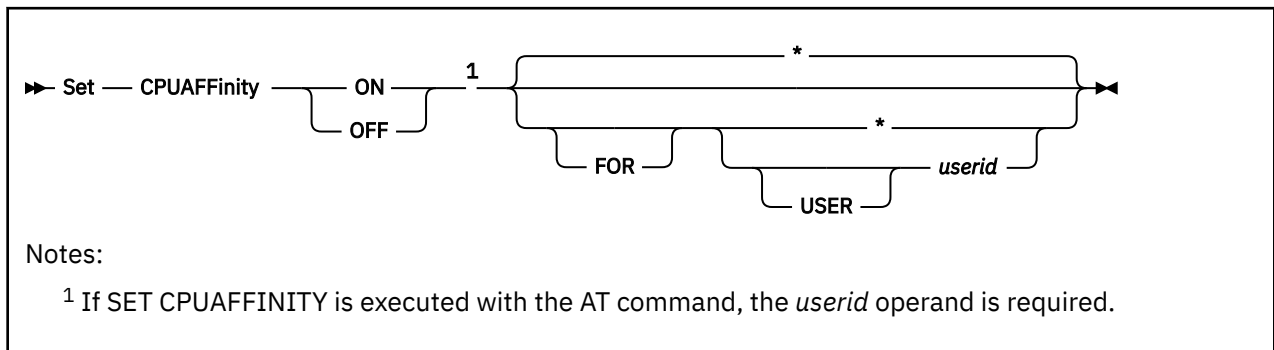 *
Set CPUAFFinity ON 1
OFF *
FOR userid
USER
Notes:
1 If SET CPUAFFINITY is executed with the AT command, the userid operand is required.